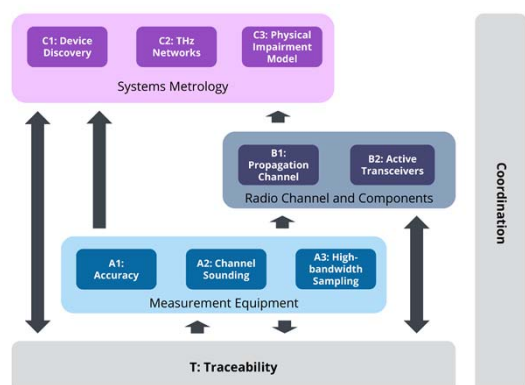 C1: Device
Discovery
C2: THz
Networks
C3: Physical
Impairment
Model
Systems Metrology
B1:
Propagation
Channel
B2: Active
Transceivers
Radio Channel and Components
A1:
Accuracy
A2: Channel
Sounding
A3: High-
bandwidth
Sampling
Measurement Equipment
T: Traceability
Coordination